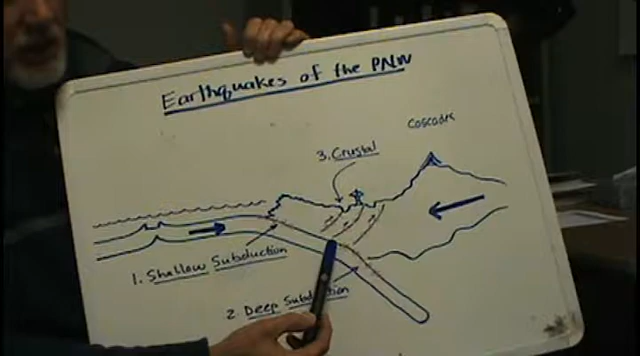 Earthquakes of the PNW
Cascades
3. Crustal
1. Shallow Subduction
2. Deep Subduction